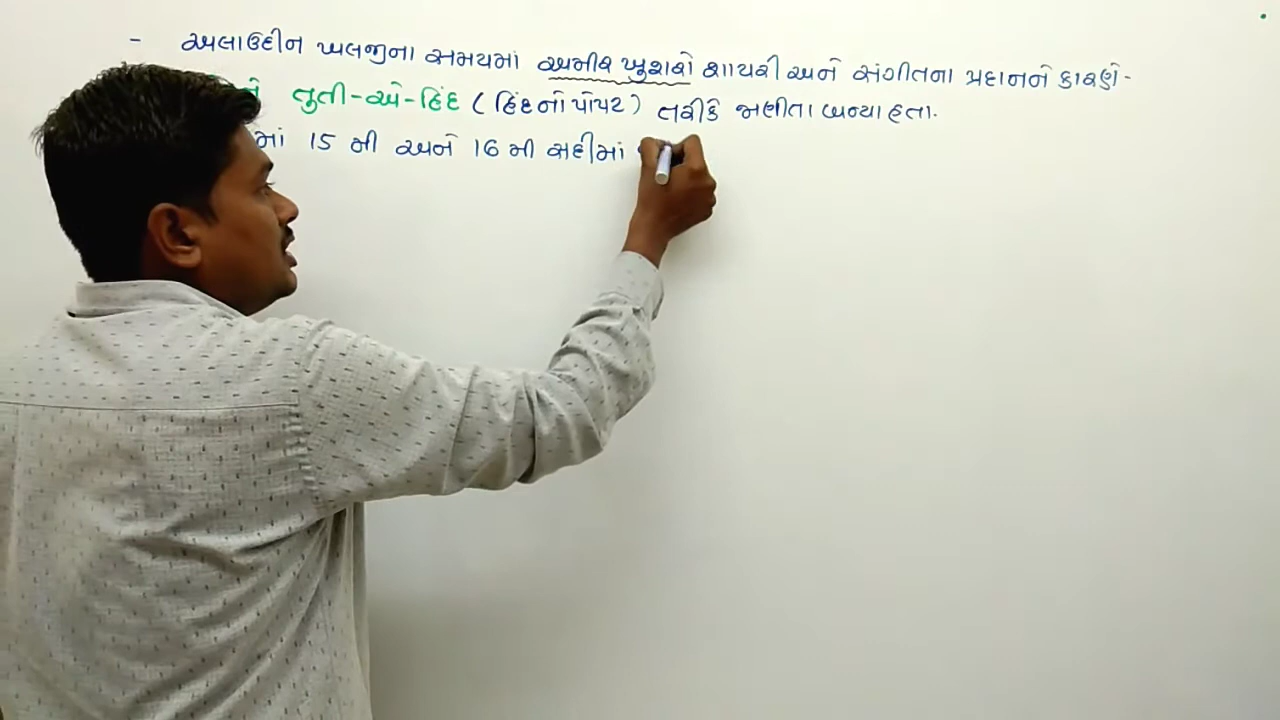 - અલાઉદ્દીન ખલજીના સમયમાં અમીર ખુશરો શાયરી અને સંગીતના પ્રદાનને કારણે -
તુતી-એ-હિંદ (હિંદનો પોપટ) તરીકે જાણીતા બન્યા હતા.
માં 15 મી અને 16 મી સદીમાં